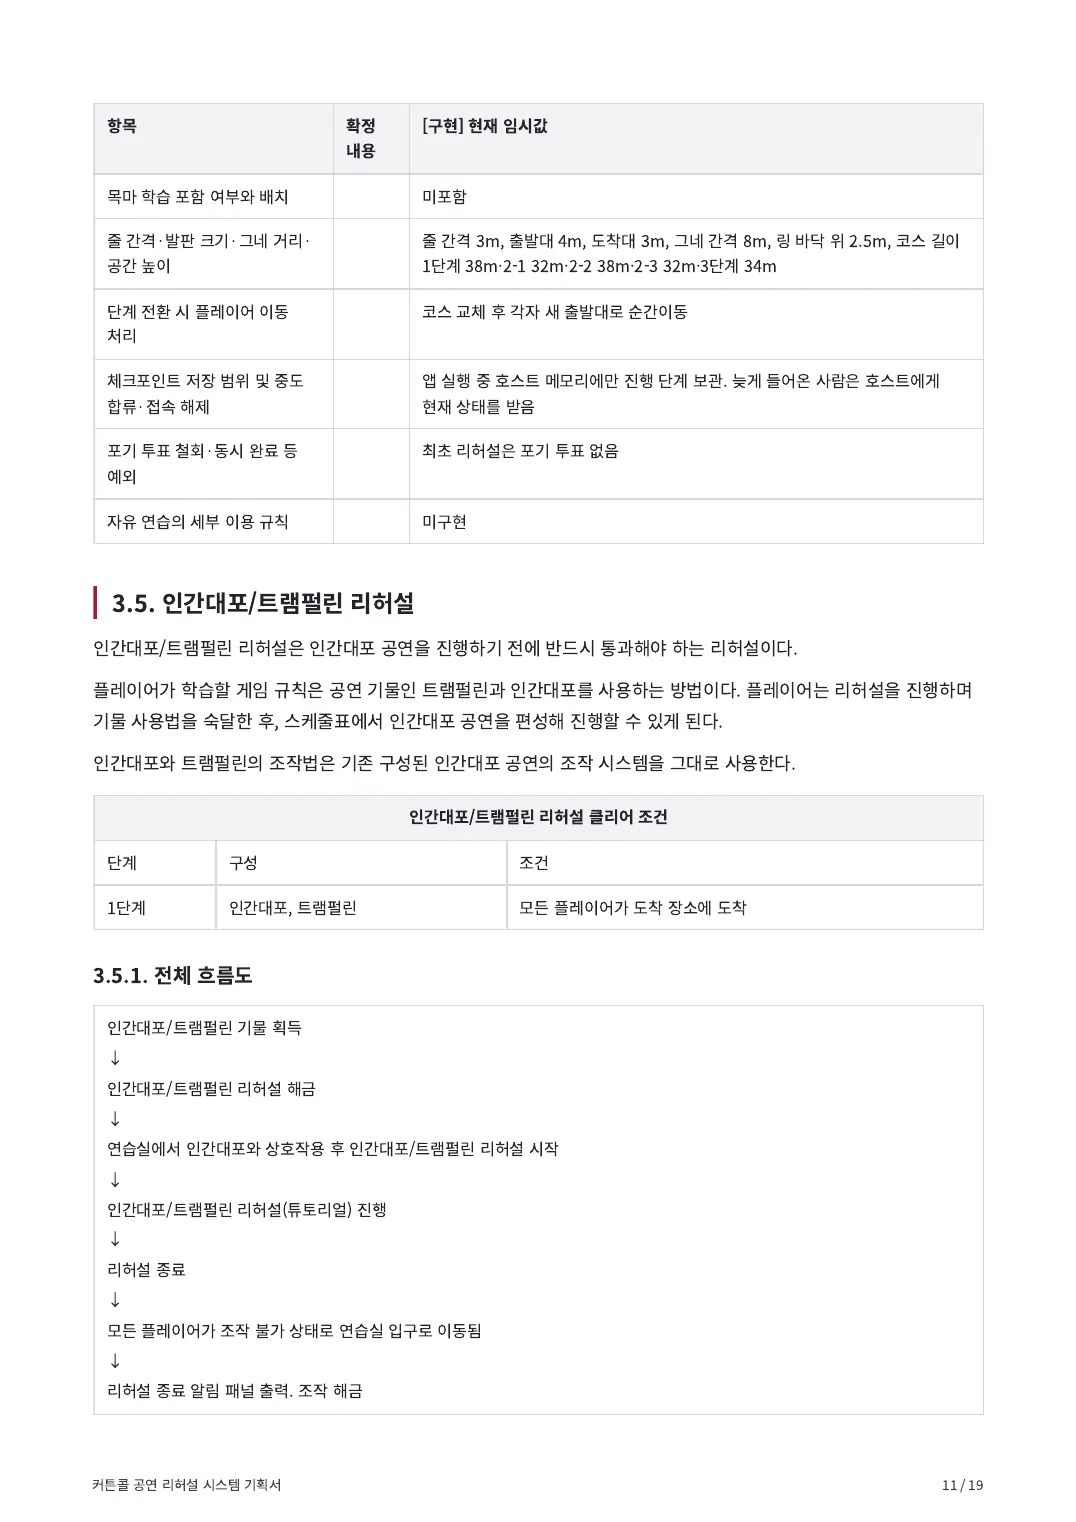 항목
확정
내용
[구현] 현재 임시값
목마 학습 포함 여부와 배치
미포함
줄 간격·발판 크기·그네 거리·
공간 높이
줄 간격 3m, 출발대 4m, 도착대 3m, 그네 간격 8m, 링 바닥 위 2.5m, 코스 길이
1단계 38m·2-1 32m·2-2 38m·2-3 32m·3단계 34m
단계 전환 시 플레이어 이동
처리
코스 교체 후 각자 새 출발대로 순간이동
체크포인트 저장 범위 및 중도
합류·접속 해제
앱 실행 중 호스트 메모리에만 진행 단계 보관. 늦게 들어온 사람은 호스트에게
현재 상태를 받음
포기 투표 철회·동시 완료 등
예외
최초 리허설은 포기 투표 없음
자유 연습의 세부 이용 규칙
미구현
3.5. 인간대포/트램펄린 리허설
인간대포/트램펄린 리허설은 인간대포 공연을 진행하기 전에 반드시 통과해야 하는 리허설이다.
플레이어가 학습할 게임 규칙은 공연 기물인 트램펄린과 인간대포를 사용하는 방법이다. 플레이어는 리허설을 진행하며
기물 사용법을 숙달한 후, 스케줄표에서 인간대포 공연을 편성해 진행할 수 있게 된다.
인간대포와 트램펄린의 조작법은 기존 구성된 인간대포 공연의 조작 시스템을 그대로 사용한다.
인간대포/트램펄린 리허설 클리어 조건
단계
구성
조건
1단계
인간대포, 트램펄린
모든 플레이어가 도착 장소에 도착
3.5.1. 전체 흐름도
인간대포/트램펄린 기물 획득
↓
인간대포/트램펄린 리허설 해금
↓
연습실에서 인간대포와 상호작용 후 인간대포/트램펄린 리허설 시작
↓
인간대포/트램펄린 리허설(튜토리얼) 진행
↓
리허설 종료
↓
모든 플레이어가 조작 불가 상태로 연습실 입구로 이동됨
↓
리허설 종료 알림 패널 출력. 조작 해금
커튼콜 공연 리허설 시스템 기획서
11 / 19